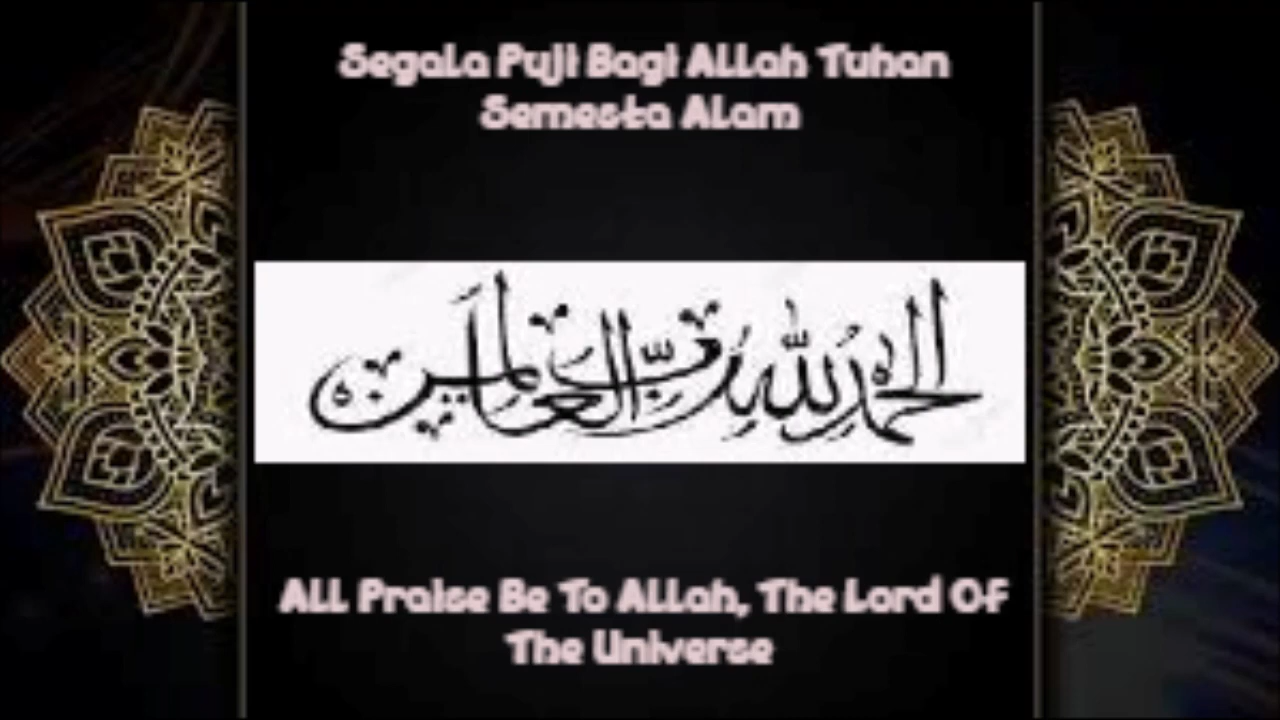 Segala Puji Bagi Allah Tuhan
Semesta Alam
الحمد لله رب العالمين
All Praise Be To Allah, The Lord Of
The Universe